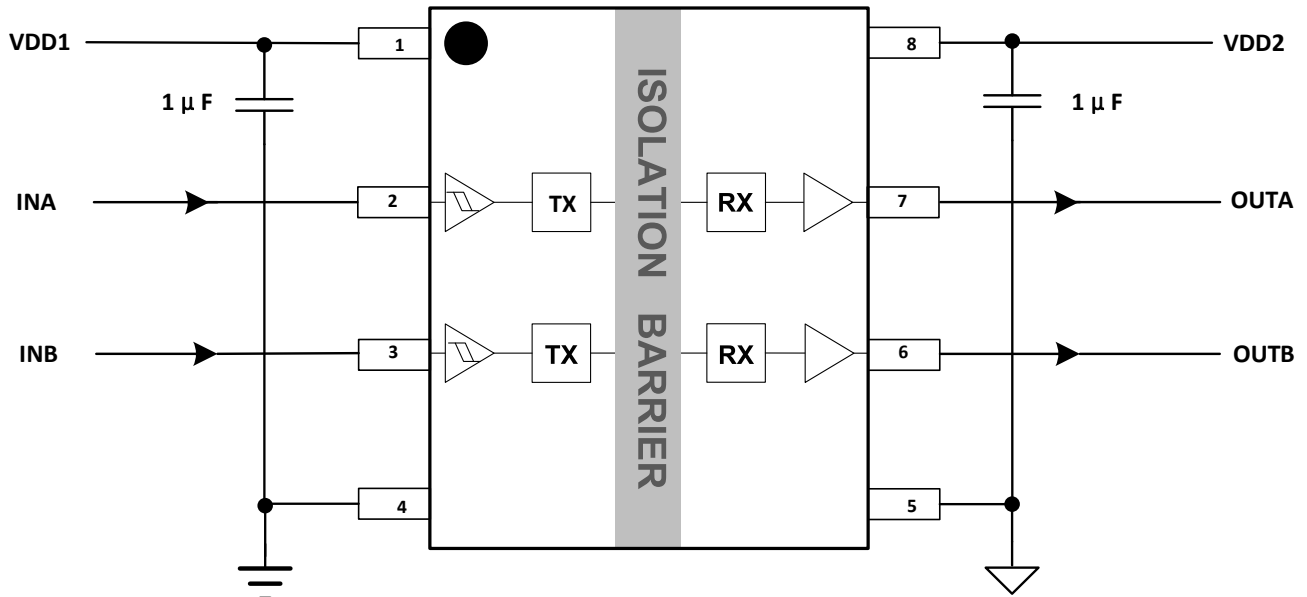 VDD1
1
8
VDD2
1 µ F
1 µ F
INA
2
TX
RX
7
OUTA
INB
3
TX
RX
6
OUTB
4
5
ISOLATION BARRIER